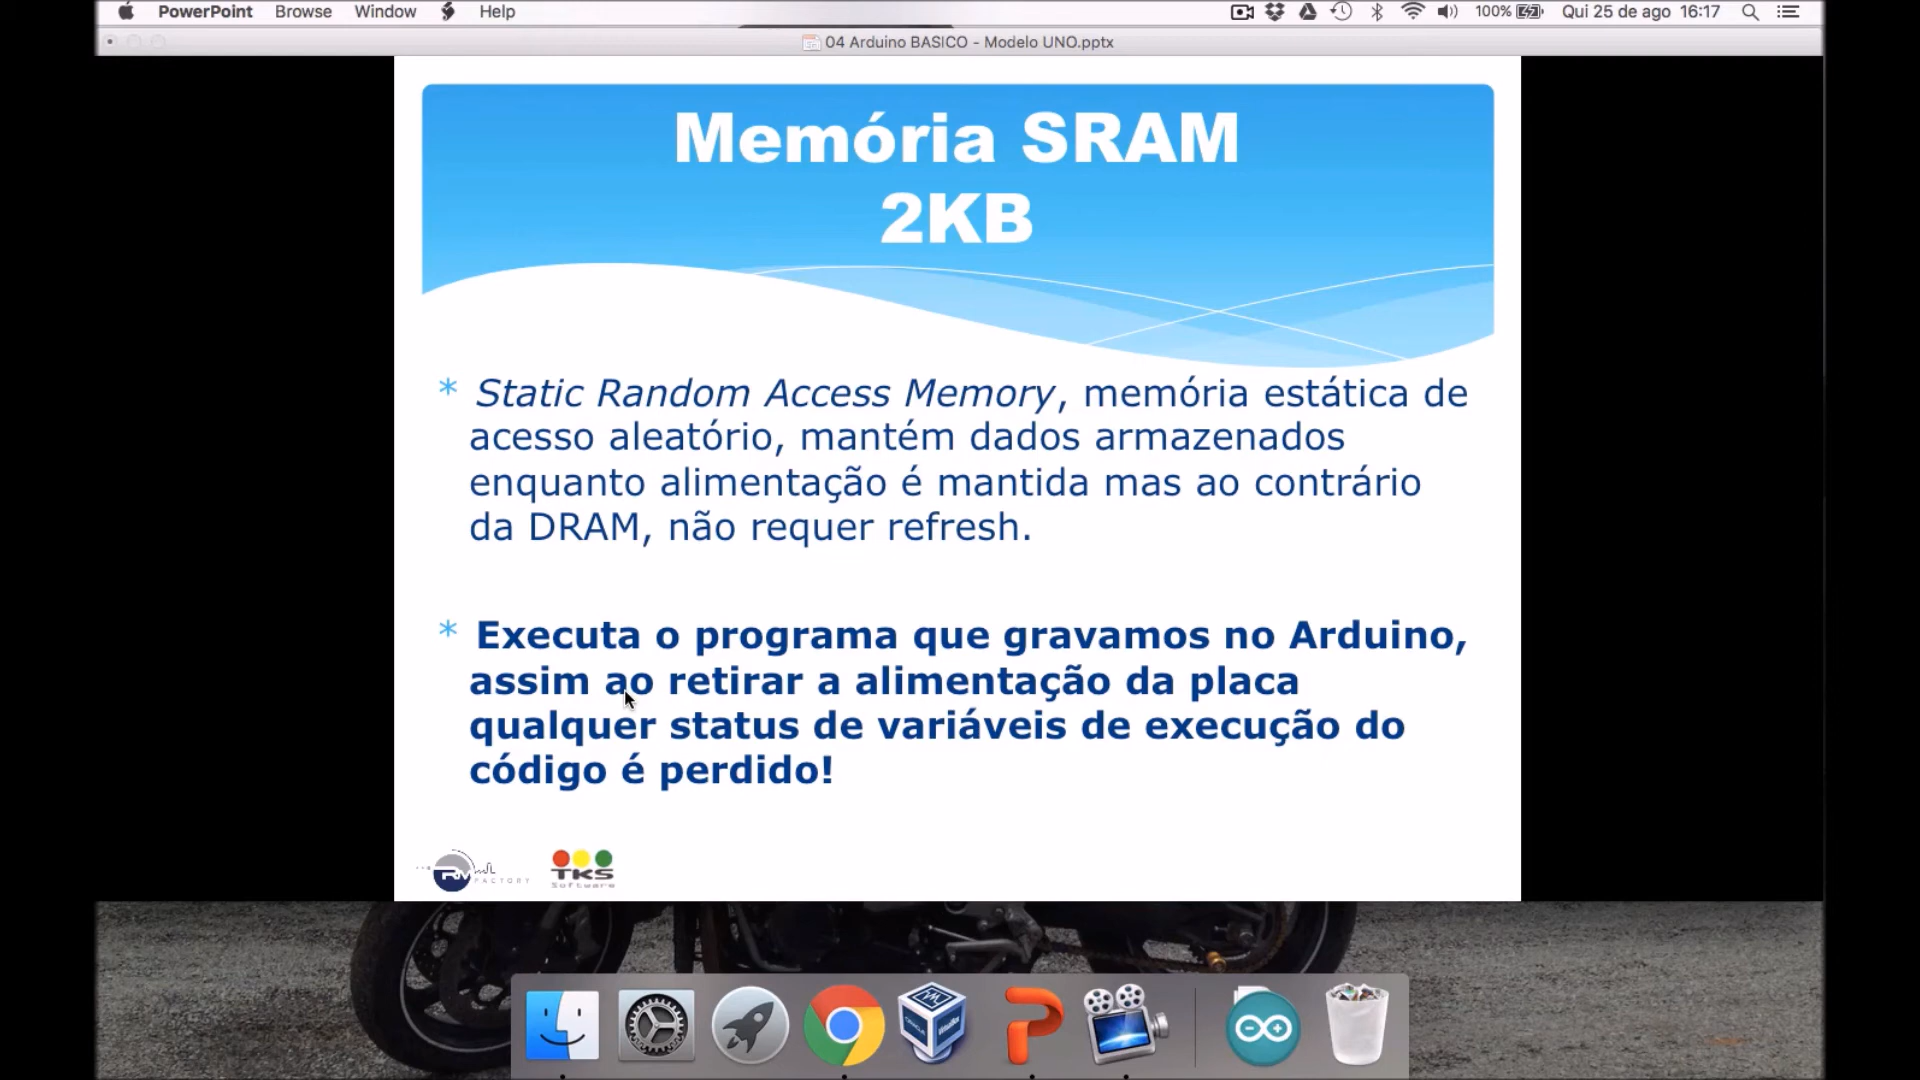 PowerPoint Browse Window Help 100% Qui 25 de ago 16:17
04 Arduino BASICO - Modelo UNO.pptx
Memória SRAM
2KB
* Static Random Access Memory, memória estática de
acesso aleatório, mantém dados armazenados
enquanto alimentação é mantida mas ao contrário
da DRAM, não requer refresh.
* Executa o programa que gravamos no Arduino,
assim ao retirar a alimentação da placa
qualquer status de variáveis de execução do
código é perdido!
RM FACTORY
TKS
Software
VirtualBox